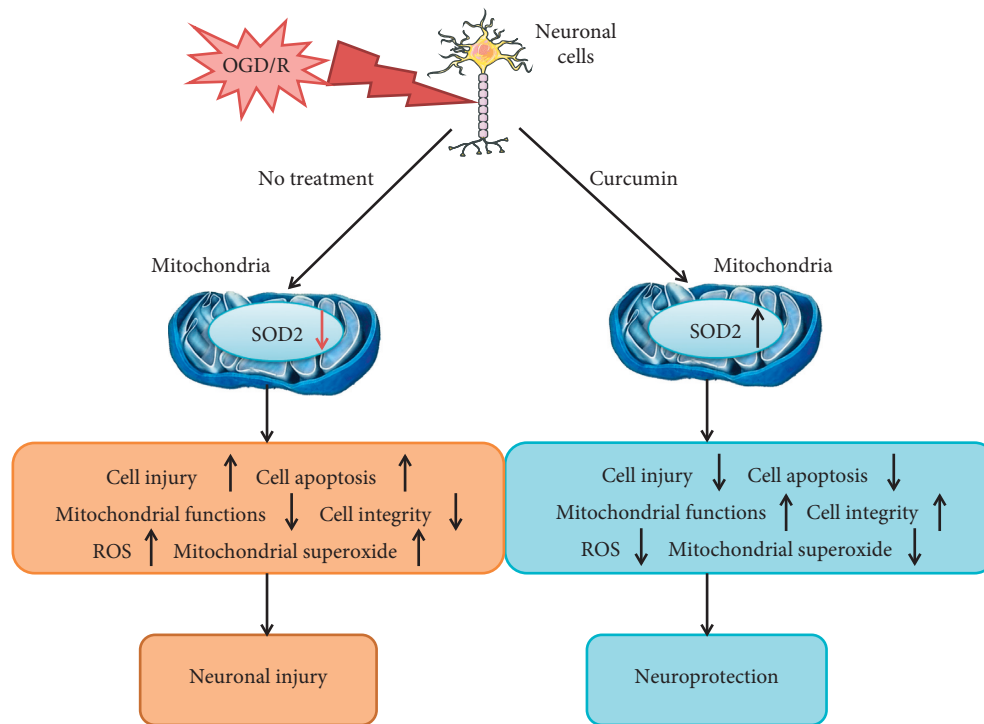 Neuronal
cells
OGD/R
No treatment
Curcumin
Mitochondria
Mitochondria
SOD2 ↓
SOD2 ↑
Cell injury ↑ Cell apoptosis ↑
Mitochondrial functions ↓ Cell integrity ↓
ROS ↑ Mitochondrial superoxide ↑
Cell injury ↓ Cell apoptosis ↓
Mitochondrial functions ↑ Cell integrity ↑
ROS ↓ Mitochondrial superoxide ↓
Neuronal injury
Neuroprotection